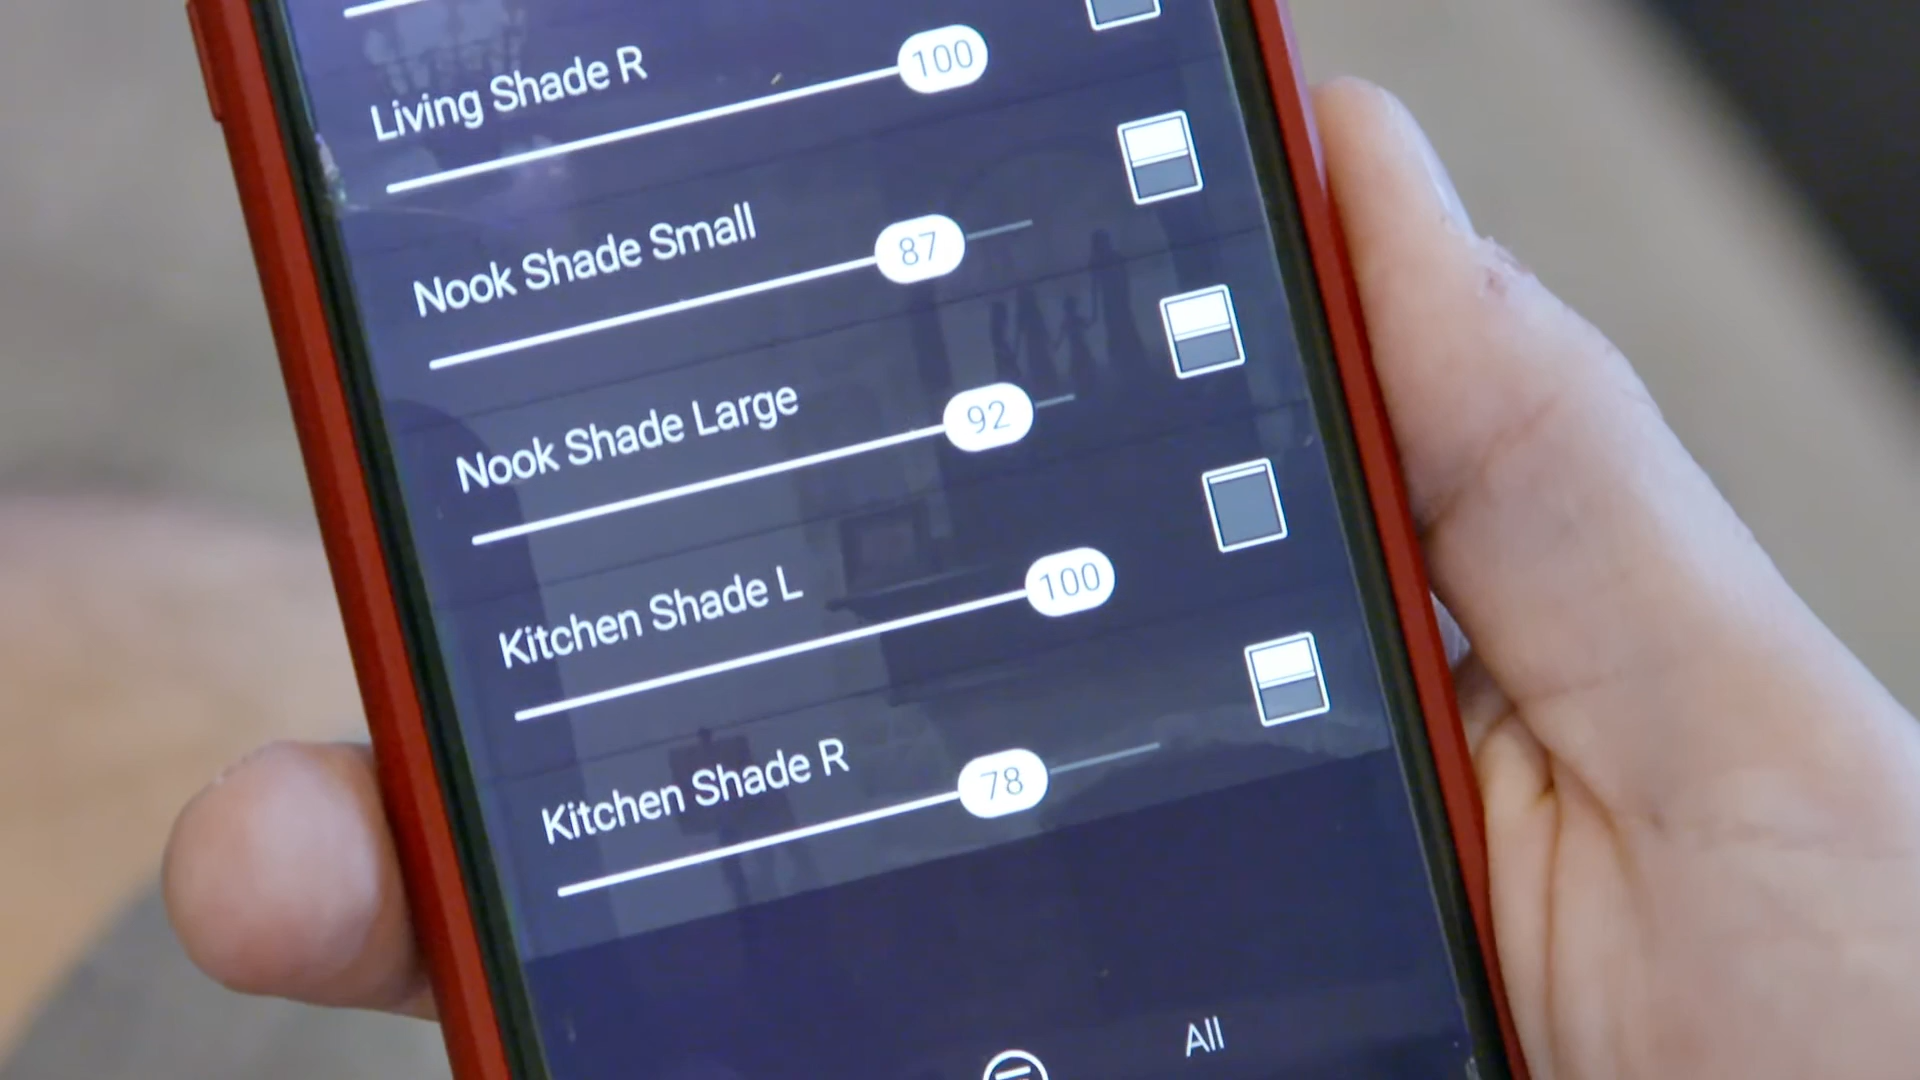 Living Shade R
100
Nook Shade Small
87
Nook Shade Large
92
Kitchen Shade L
100
Kitchen Shade R
78
All